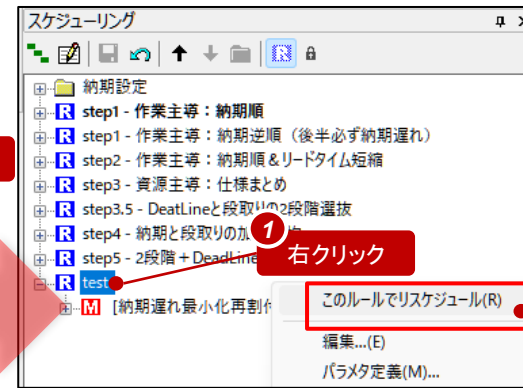 スケジューリング
納期設定
step1 - 作業主導：納期順
step1 - 作業主導：納期逆順（後半必ず納期遅れ）
step2 - 作業主導：納期順＆リードタイム短縮
step3 - 資源主導：仕様まとめ
step3.5 - DeatLineと段取りの2段階選抜
step4 - 納期と段取りの加
step5 - 2段階＋DeadLine
1
右クリック
test
[納期遅れ最小化再割付
このルールでリスケジュール(R)
編集...(E)
パラメタ定義(M)...